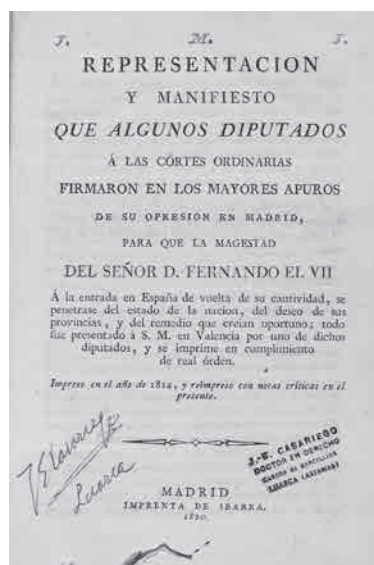 J. M. J.
REPRESENTACION
Y MANIFIESTO
QUE ALGUNOS DIPUTADOS
Á LAS CÓRTES ORDINARIAS
FIRMARON EN LOS MAYORES APUROS
DE SU OPRESION EN MADRID,
PARA QUE LA MAGESTAD
DEL SEÑOR D. FERNANDO EL VII
Á la entrada en España de vuelta de su cautividad, se
penetrase del estado de la nacion, del deseo de sus
provincias, y del remedio que creian oportuno; todo
fue presentado à S. M. en Valencia por uno de dichos
diputados, y se imprime en cumplimiento
de real órden.
Impreso en el año de 1814, y reimpreso con notas críticas en el
presente.
Luarca
J.-E. CASARIEGO
DOCTOR EN DERECHO
LUARCA (ASTURIAS)
MADRID
IMPRENTA DE IBARRA.
1820.